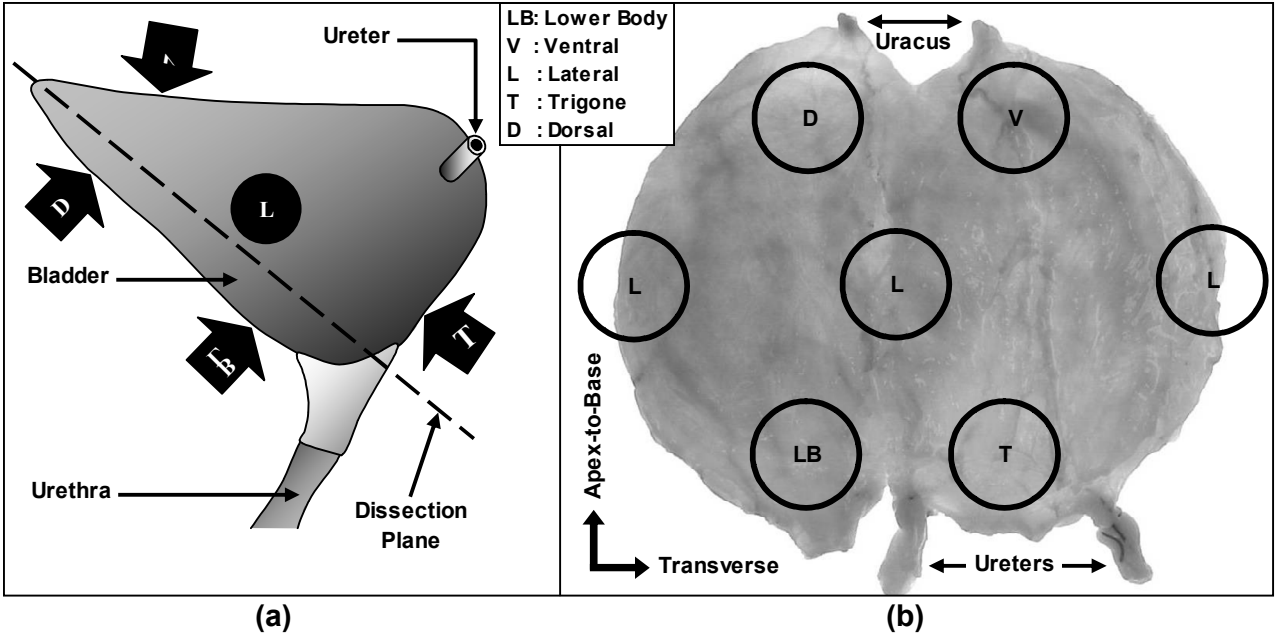 Ureter
D
L
Bladder
LB
T
Urethra
Dissection
Plane
LB: Lower Body
V : Ventral
L : Lateral
T : Trigone
D : Dorsal
Uracus
D
V
L
L
L
LB
T
Apex-to-Base
Transverse
Ureters
(a)
(b)